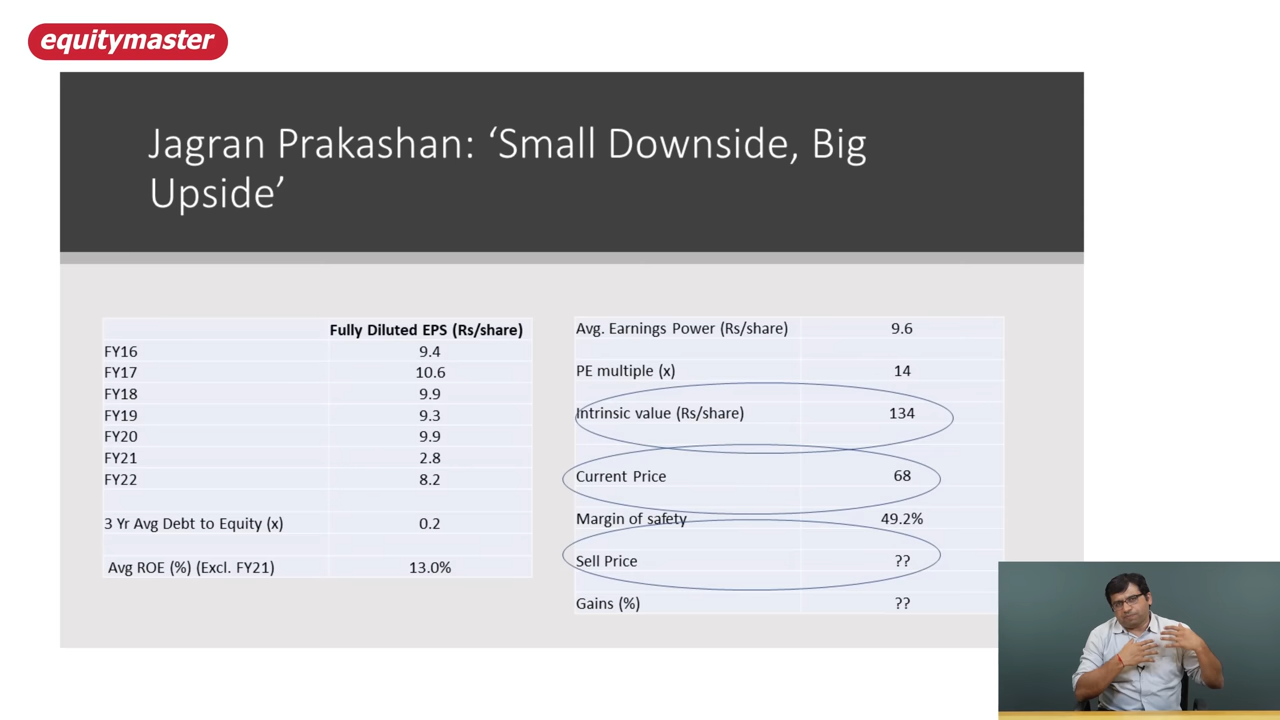 equitymaster
Jagran Prakashan: ‘Small Downside, Big
Upside’
Fully Diluted EPS (Rs/share)
FY16 9.4
FY17 10.6
FY18 9.9
FY19 9.3
FY20 9.9
FY21 2.8
FY22 8.2
3 Yr Avg Debt to Equity (x) 0.2
Avg ROE (%) (Excl. FY21) 13.0%
Avg. Earnings Power (Rs/share) 9.6
PE multiple (x) 14
Intrinsic value (Rs/share) 134
Current Price 68
Margin of safety 49.2%
Sell Price ??
Gains (%) ??